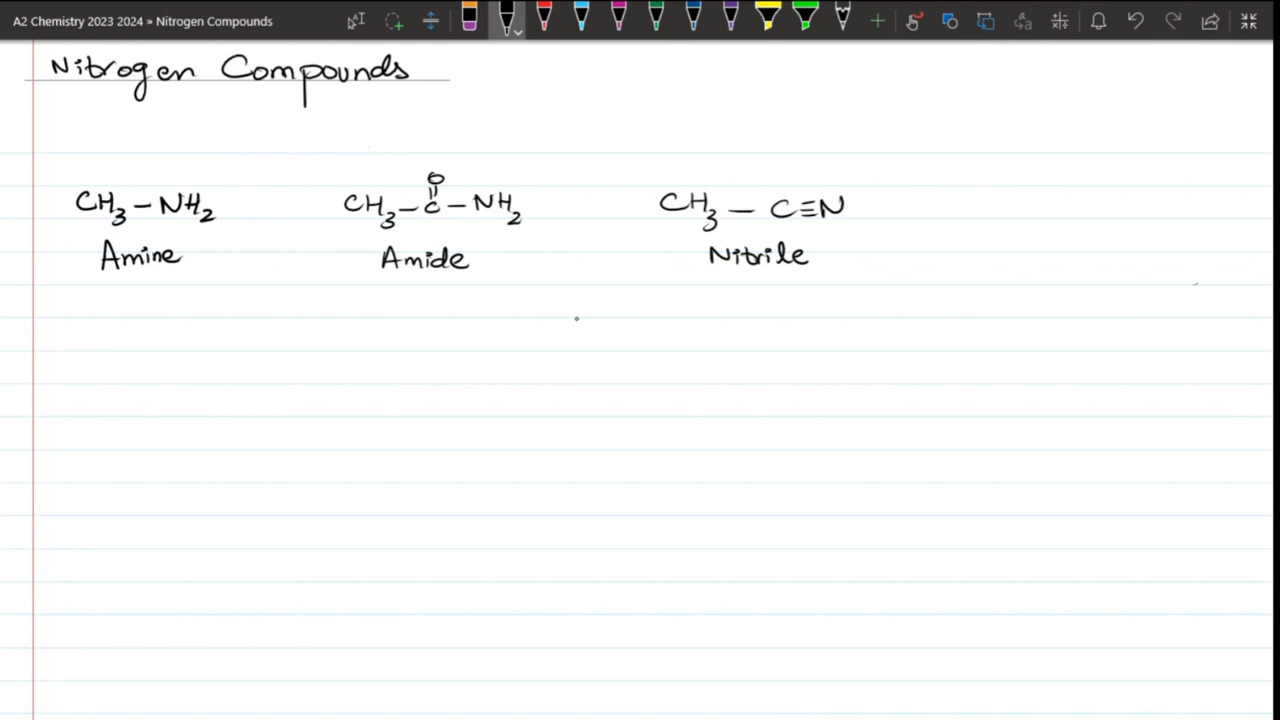 A2 Chemistry 2023 2024 » Nitrogen Compounds
Nitrogen Compounds
O
CH₃ – NH₂ CH₃ – C – NH₂ CH₃ – C≡N
Amine Amide Nitrile